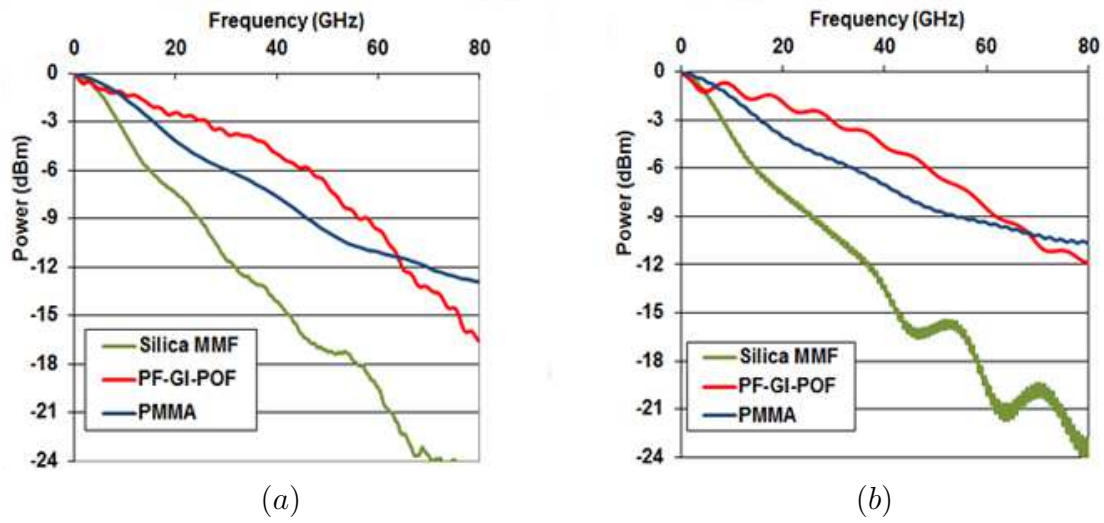 Frequency (GHz)
0 20 40 60 80
0
-3
-6
-9
-12
-15
-18
-21
-24
Power (dBm)
Silica MMF
PF-GI-POF
PMMA
(a)
Frequency (GHz)
0 20 40 60 80
0
-3
-6
-9
-12
-15
-18
-21
-24
Power (dBm)
Silica MMF
PF-GI-POF
PMMA
(b)